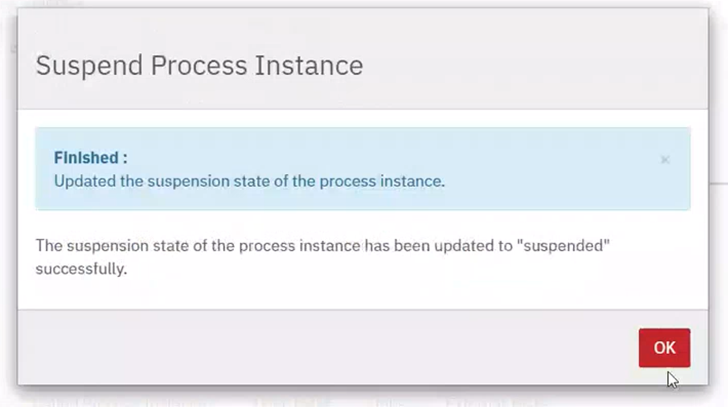 Suspend Process Instance
Finished :
×
Updated the suspension state of the process instance.
The suspension state of the process instance has been updated to "suspended"
successfully.
OK